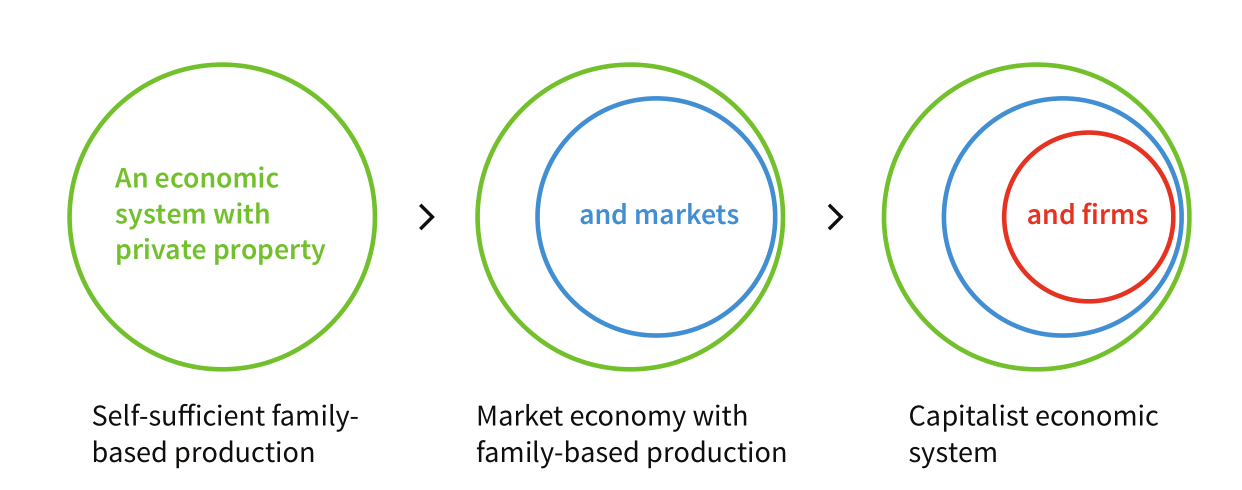 An economic
system with
private property
and markets
and firms
Self-sufficient family-
based production
Market economy with
family-based production
Capitalist economic
system